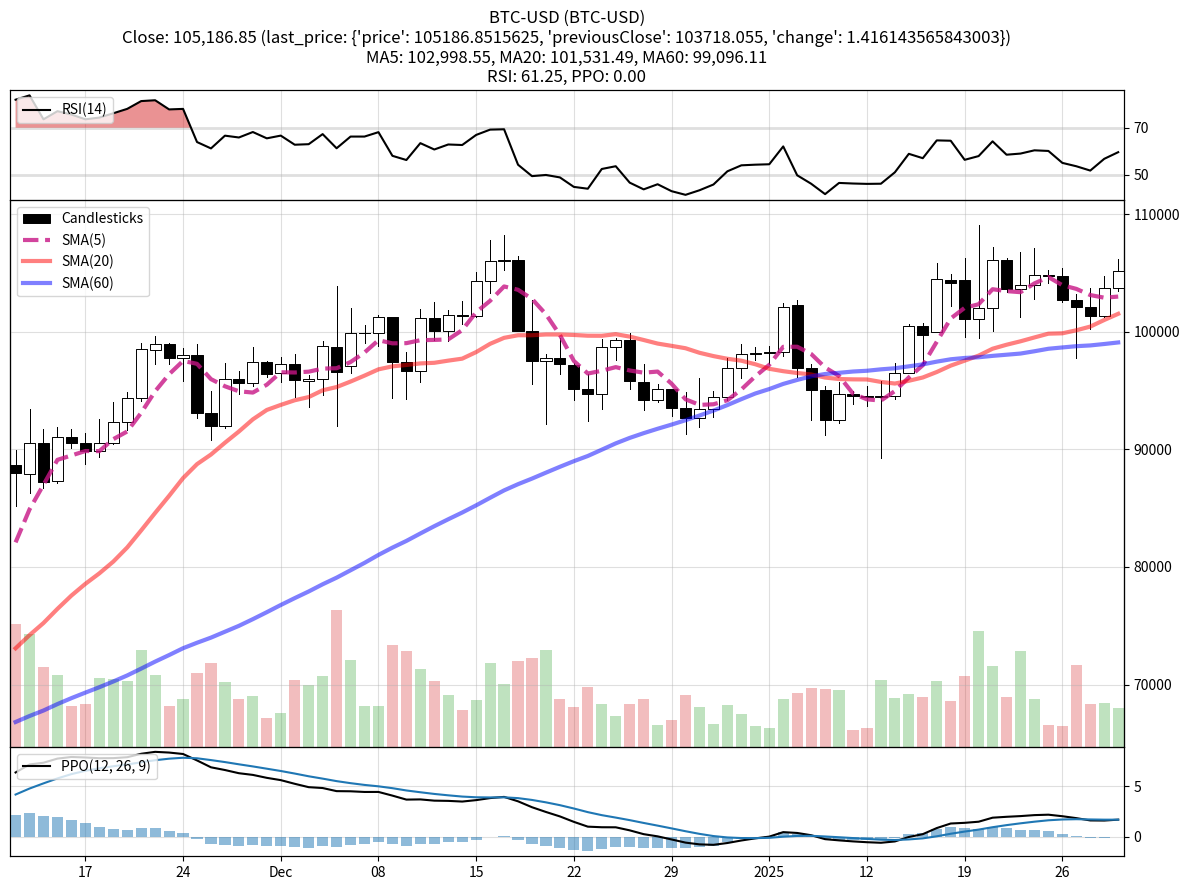 BTC-USD (BTC-USD)
Close: 105,186.85 (last_price: {'price': 105186.8515625, 'previousClose': 103718.055, 'change': 1.416143565843003})
MA5: 102,998.55, MA20: 101,531.49, MA60: 99,096.11
RSI: 61.25, PPO: 0.00
RSI(14)
70
50
Candlesticks
SMA(5)
SMA(20)
SMA(60)
110000
100000
90000
80000
70000
PPO(12, 26, 9)
5
0
17 24 Dec 08 15 22 29 2025 12 19 26